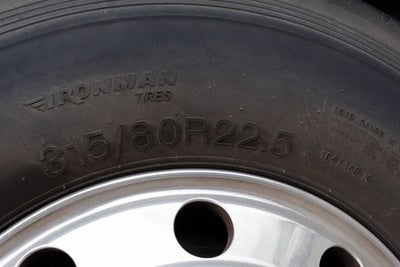 IRONMAN
TIRES
315/80R22.5
LOAD RANGE